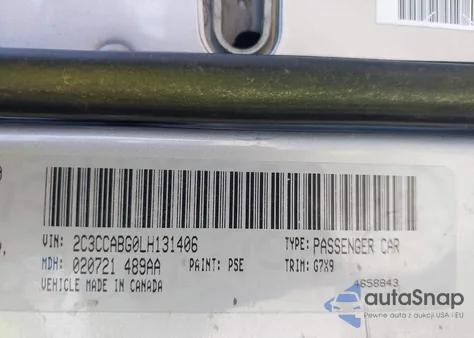 VIN: 2C3CCABG0LH131406 TYPE: PASSENGER CAR
MDH: 020721 489AA PAINT: PSE TRIM: G7X9
VEHICLE MADE IN CANADA 4658843
autoSnap
Pewne auta z aukcji USA i EU